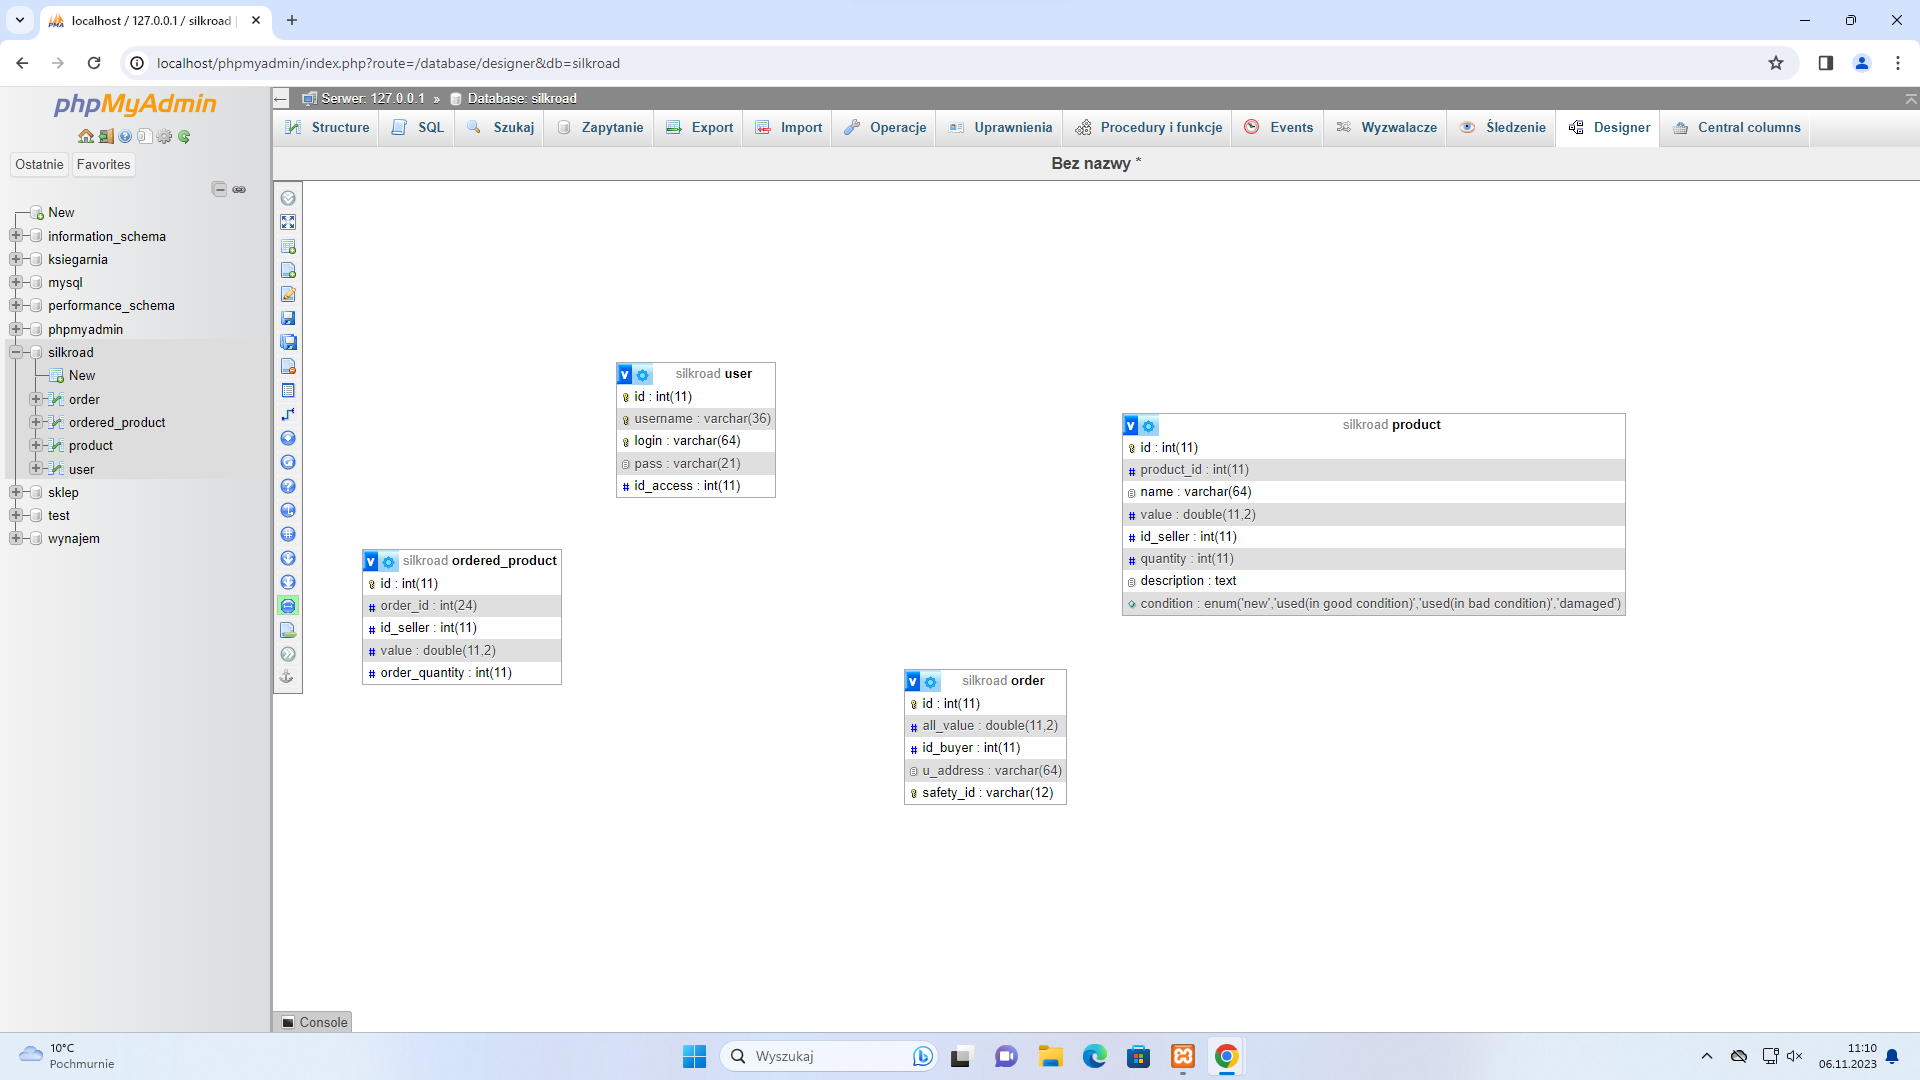 localhost / 127.0.0.1 / silkroad |
localhost/phpmyadmin/index.php?route=/database/designer&db=silkroad
phpMyAdmin
Ostatnie
Favorites
New
information_schema
ksiegarnia
mysql
performance_schema
phpmyadmin
silkroad
New
order
ordered_product
product
user
sklep
test
wynajem
Serwer: 127.0.0.1 » Database: silkroad
Structure SQL Szukaj Zapytanie Export Import Operacje Uprawnienia Procedury i funkcje Events Wyzwalacze Śledzenie Designer Central columns
Bez nazwy *
v silkroad user
id : int(11)
username : varchar(36)
login : varchar(64)
pass : varchar(21)
# id_access : int(11)
v silkroad product
id : int(11)
# product_id : int(11)
name : varchar(64)
# value : double(11,2)
# id_seller : int(11)
# quantity : int(11)
description : text
condition : enum('new','used(in good condition)','used(in bad condition)','damaged')
v silkroad ordered_product
id : int(11)
# order_id : int(24)
# id_seller : int(11)
# value : double(11,2)
# order_quantity : int(11)
v silkroad order
id : int(11)
# all_value : double(11,2)
# id_buyer : int(11)
u_address : varchar(64)
safety_id : varchar(12)
Console
10°C
Pochmurnie
Wyszukaj
11:10
06.11.2023